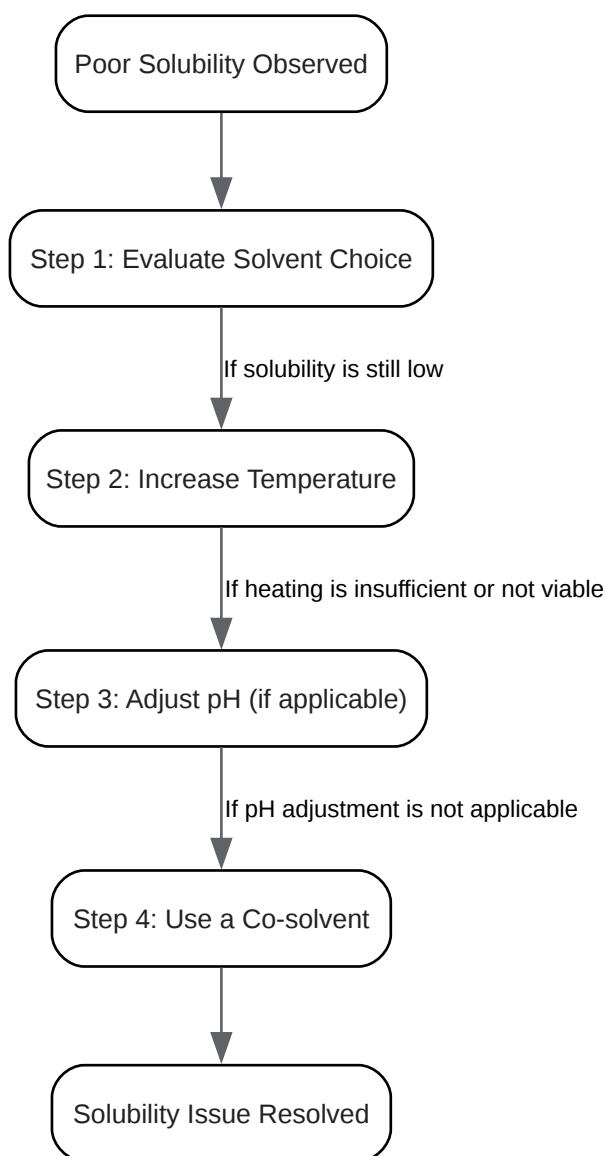 Poor Solubility Observed
Step 1: Evaluate Solvent Choice
If solubility is still low
Step 2: Increase Temperature
If heating is insufficient or not viable
Step 3: Adjust pH (if applicable)
If pH adjustment is not applicable
Step 4: Use a Co-solvent
Solubility Issue Resolved